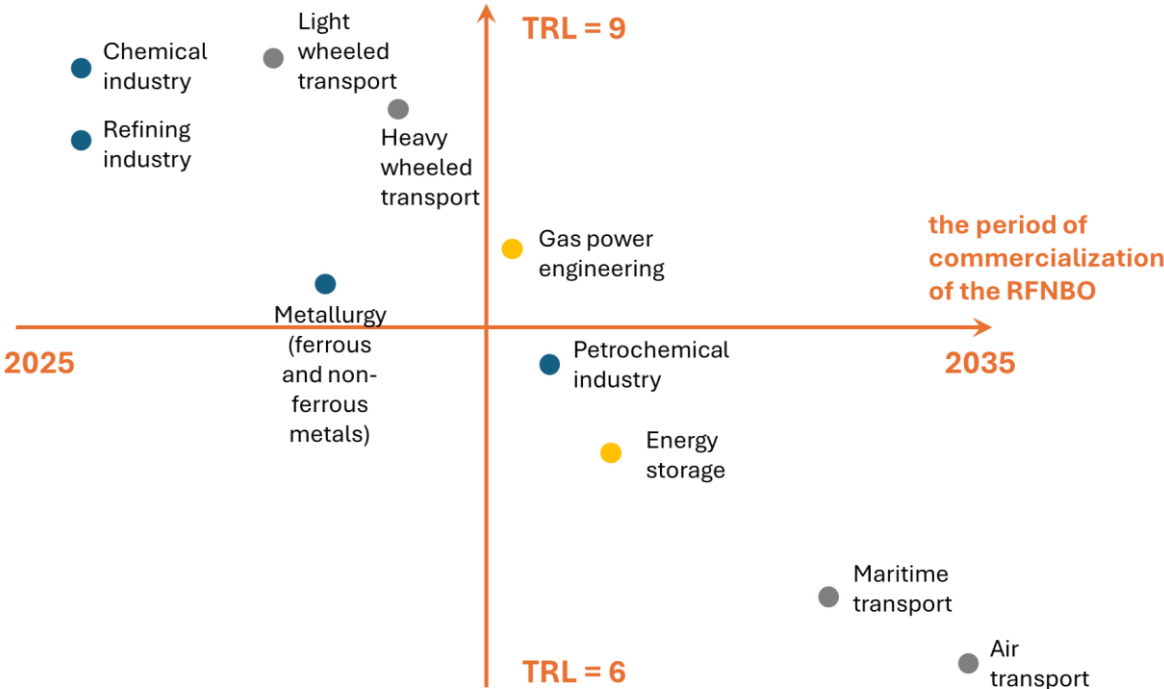 Light
wheeled
transport
TRL = 9
Chemical
industry
Refining
industry
Heavy
wheeled
transport
Gas power
engineering
the period of
commercialization
of the RFNBO
Metallurgy
(ferrous
and non-
ferrous
metals)
2025
Petrochemical
industry
2035
Energy
storage
Maritime
transport
TRL = 6
Air
transport